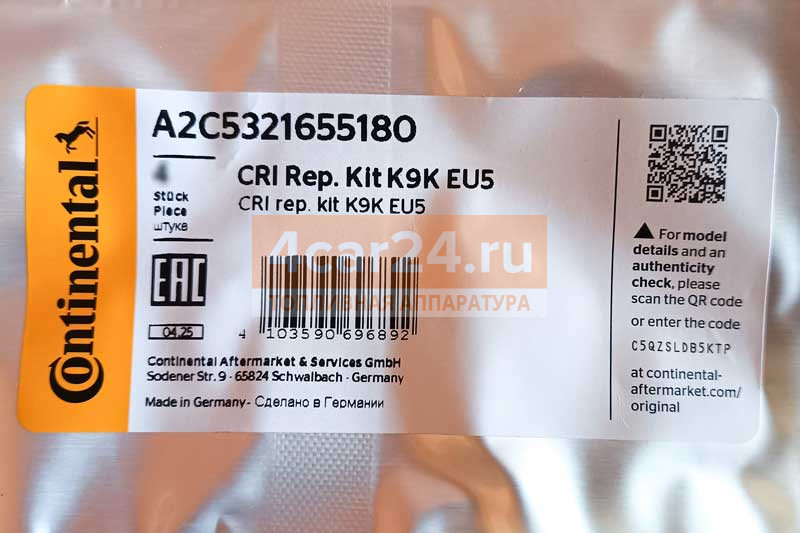 Continental
A2C5321655180
4
Stück
Piece
штука
CRI Rep. Kit K9K EU5
CRI rep. kit K9K EU5
4car24.ru
ТОПЛИВНАЯ АППАРАТУРА
EAC
04.25
4 103590 696892
Continental Aftermarket & Services GmbH
Sodener Str. 9 - 65824 Schwalbach - Germany
Made in Germany - Сделано в Германии
For model
details and an
authenticity
check, please
scan the QR code
or enter the code
C5QZSLDB5KTP
at continental-
aftermarket.com/
original